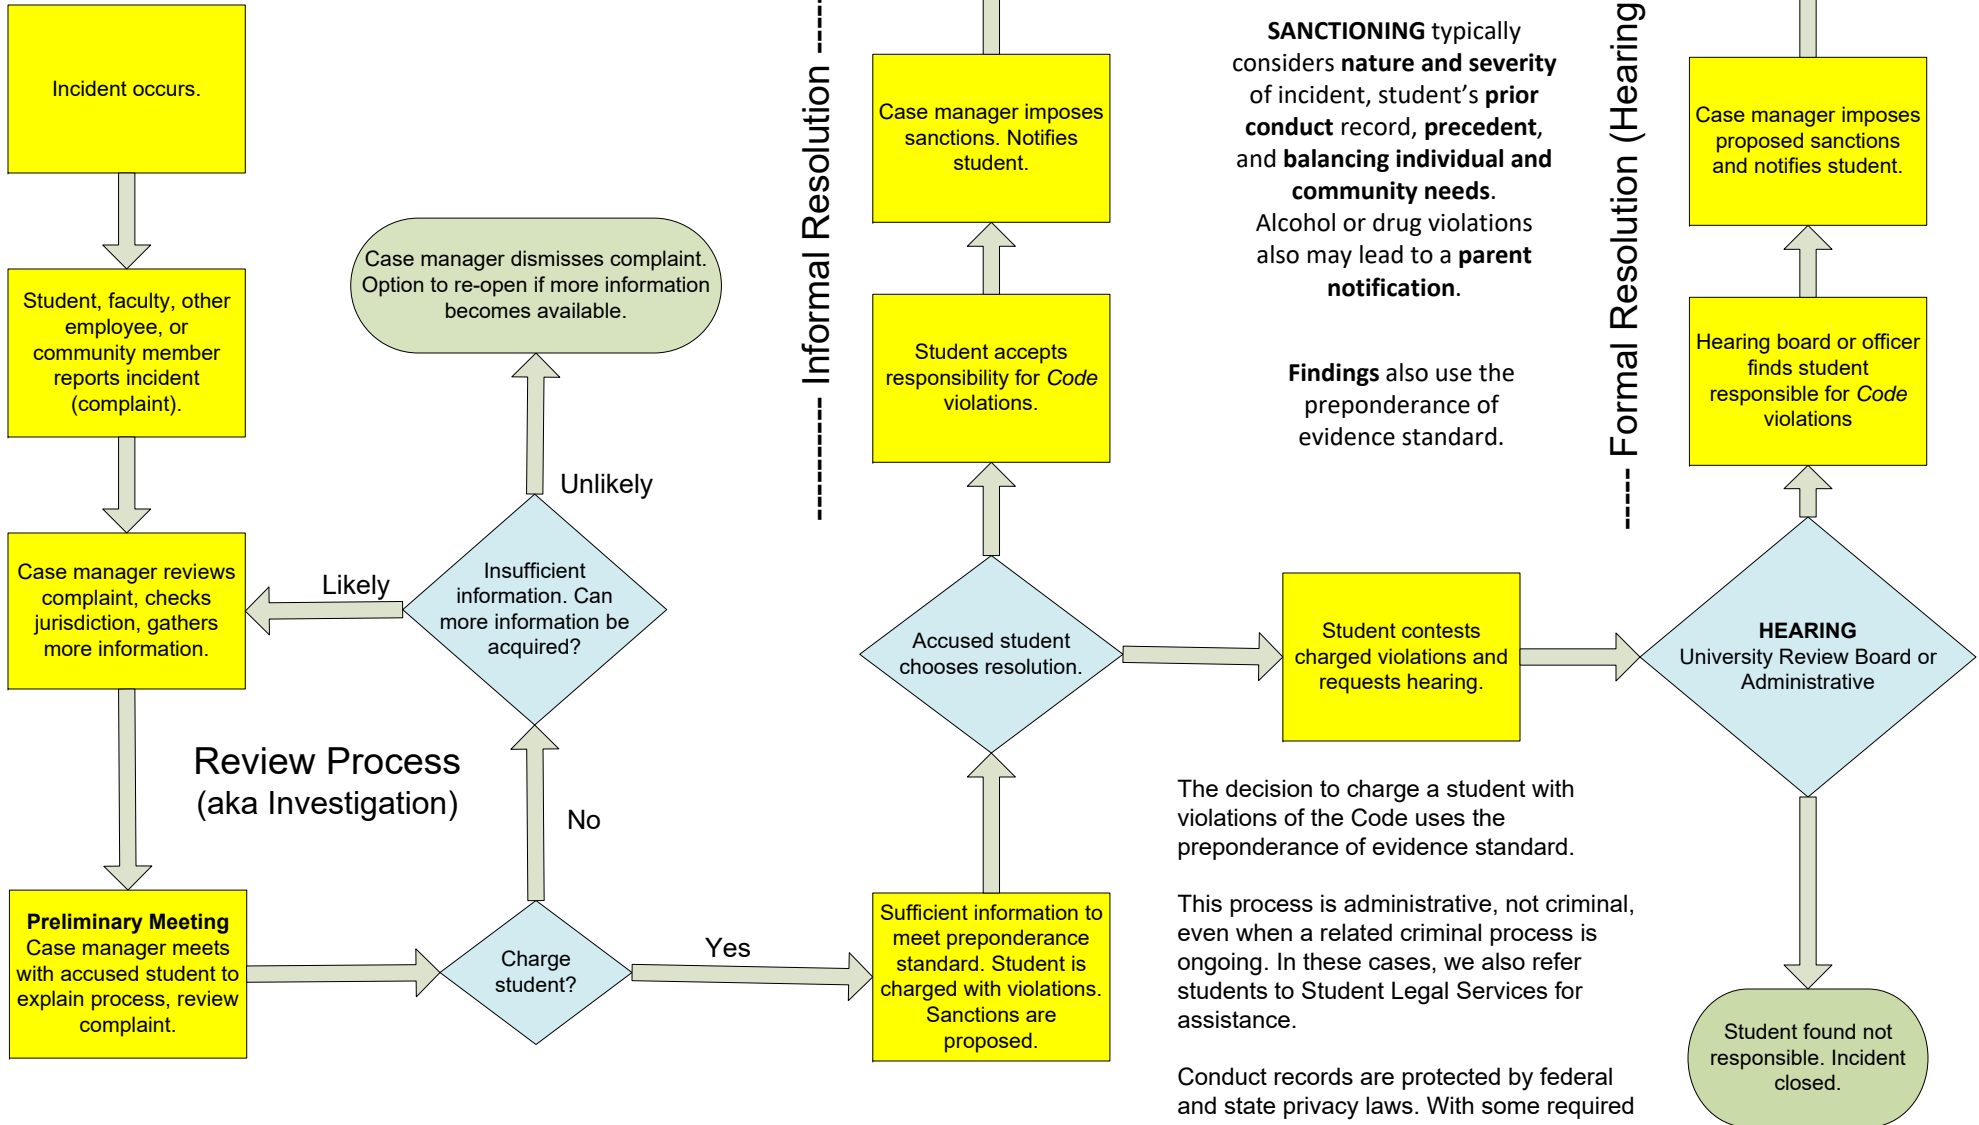 Incident occurs.
Student, faculty, other
employee, or
community member
reports incident
(complaint).
Case manager reviews
complaint, checks
jurisdiction, gathers
more information.
Review Process
(aka Investigation)
Preliminary Meeting
Case manager meets
with accused student to
explain process, review
complaint.
Case manager dismisses complaint.
Option to re-open if more information
becomes available.
Unlikely
Likely
Insufficient
information. Can
more information be
acquired?
No
Charge
student?
Yes
---------- Informal Resolution ----
Case manager imposes
sanctions. Notifies
student.
Student accepts
responsibility for Code
violations.
Accused student
chooses resolution.
Sufficient information to
meet preponderance
standard. Student is
charged with violations.
Sanctions are
proposed.
SANCTIONING typically
considers nature and severity
of incident, student’s prior
conduct record, precedent,
and balancing individual and
community needs.
Alcohol or drug violations
also may lead to a parent
notification.
Findings also use the
preponderance of
evidence standard.
Student contests
charged violations and
requests hearing.
The decision to charge a student with
violations of the Code uses the
preponderance of evidence standard.
This process is administrative, not criminal,
even when a related criminal process is
ongoing. In these cases, we also refer
students to Student Legal Services for
assistance.
Conduct records are protected by federal
and state privacy laws. With some required
----- Formal Resolution (Hearing
Case manager imposes
proposed sanctions
and notifies student.
Hearing board or officer
finds student
responsible for Code
violations
HEARING
University Review Board or
Administrative
Student found not
responsible. Incident
closed.